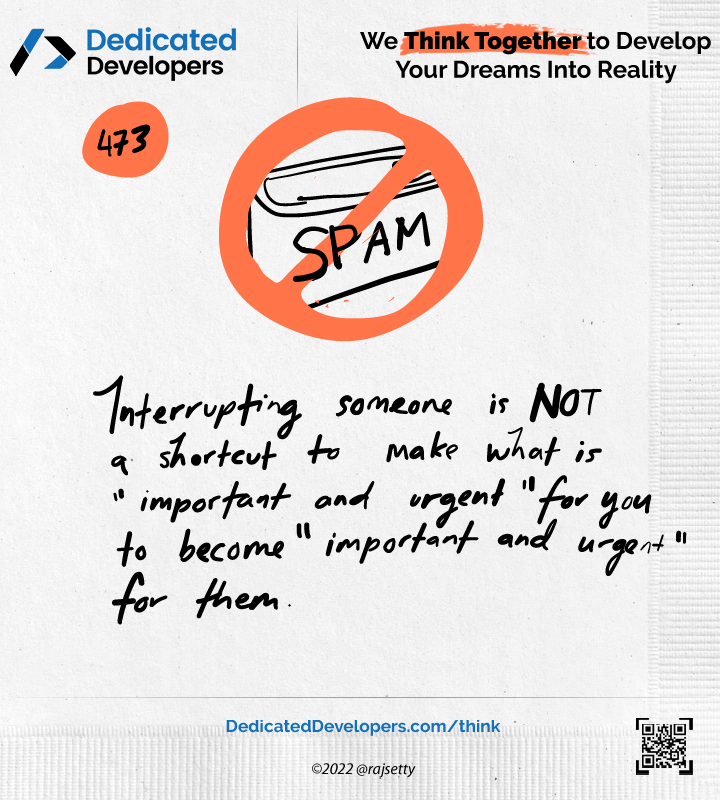 Dedicated
Developers
We Think Together to Develop
Your Dreams Into Reality
473
SPAM
Interrupting someone is NOT
a shortcut to make what is
"important and urgent" for you
to become "important and urgent"
for them.
DedicatedDevelopers.com/think
©2022 @rajsetty